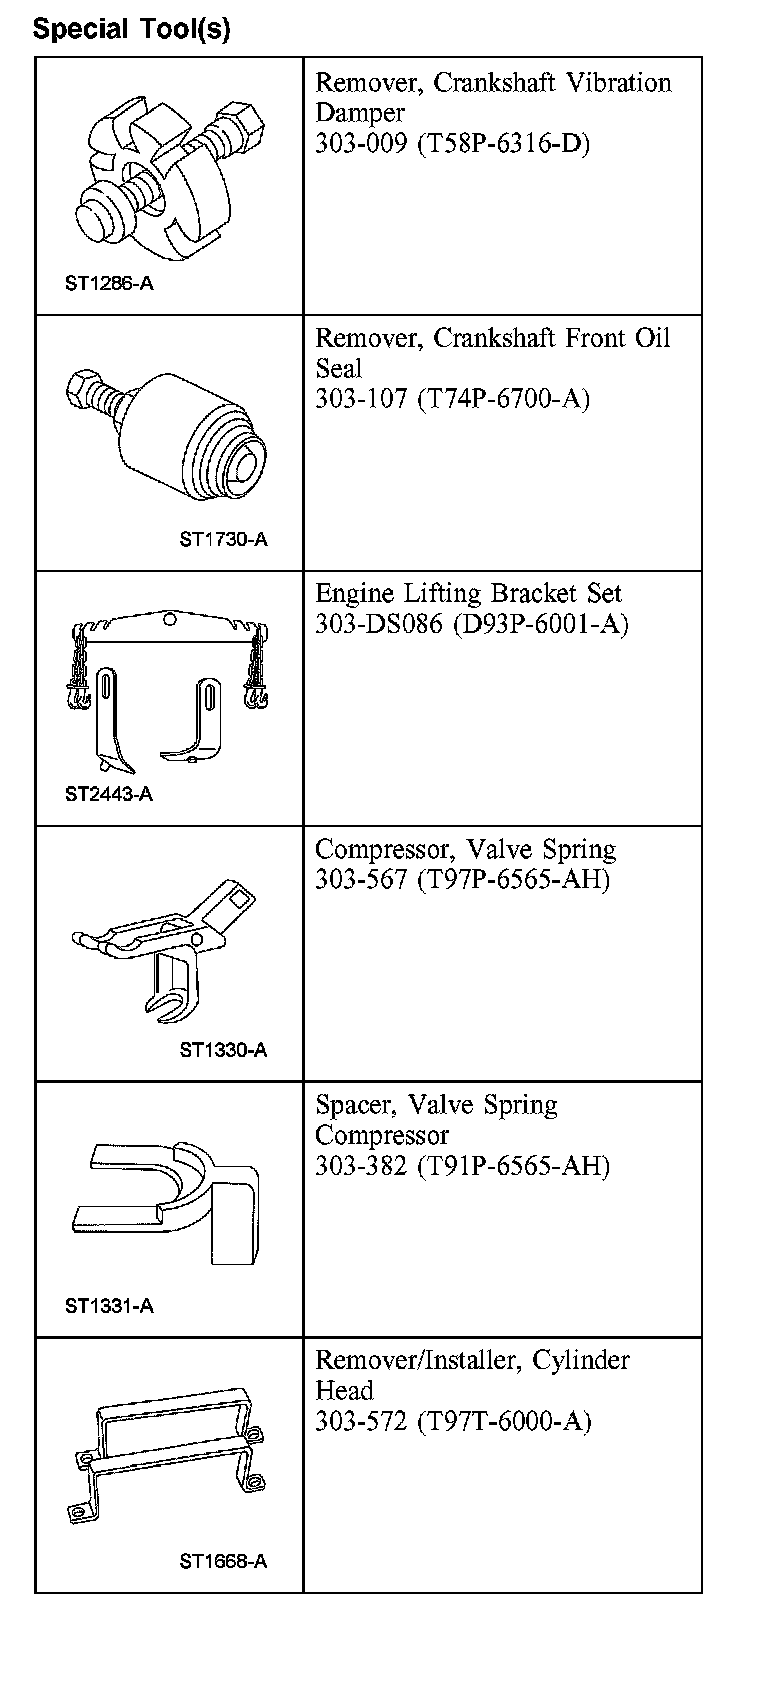 Special Tool(s)
Remover, Crankshaft Vibration
Damper
303-009 (T58P-6316-D)
ST1286-A
Remover, Crankshaft Front Oil
Seal
303-107 (T74P-6700-A)
ST1730-A
Engine Lifting Bracket Set
303-DS086 (D93P-6001-A)
ST2443-A
Compressor, Valve Spring
303-567 (T97P-6565-AH)
ST1330-A
Spacer, Valve Spring
Compressor
303-382 (T91P-6565-AH)
ST1331-A
Remover/Installer, Cylinder
Head
303-572 (T97T-6000-A)
ST1668-A